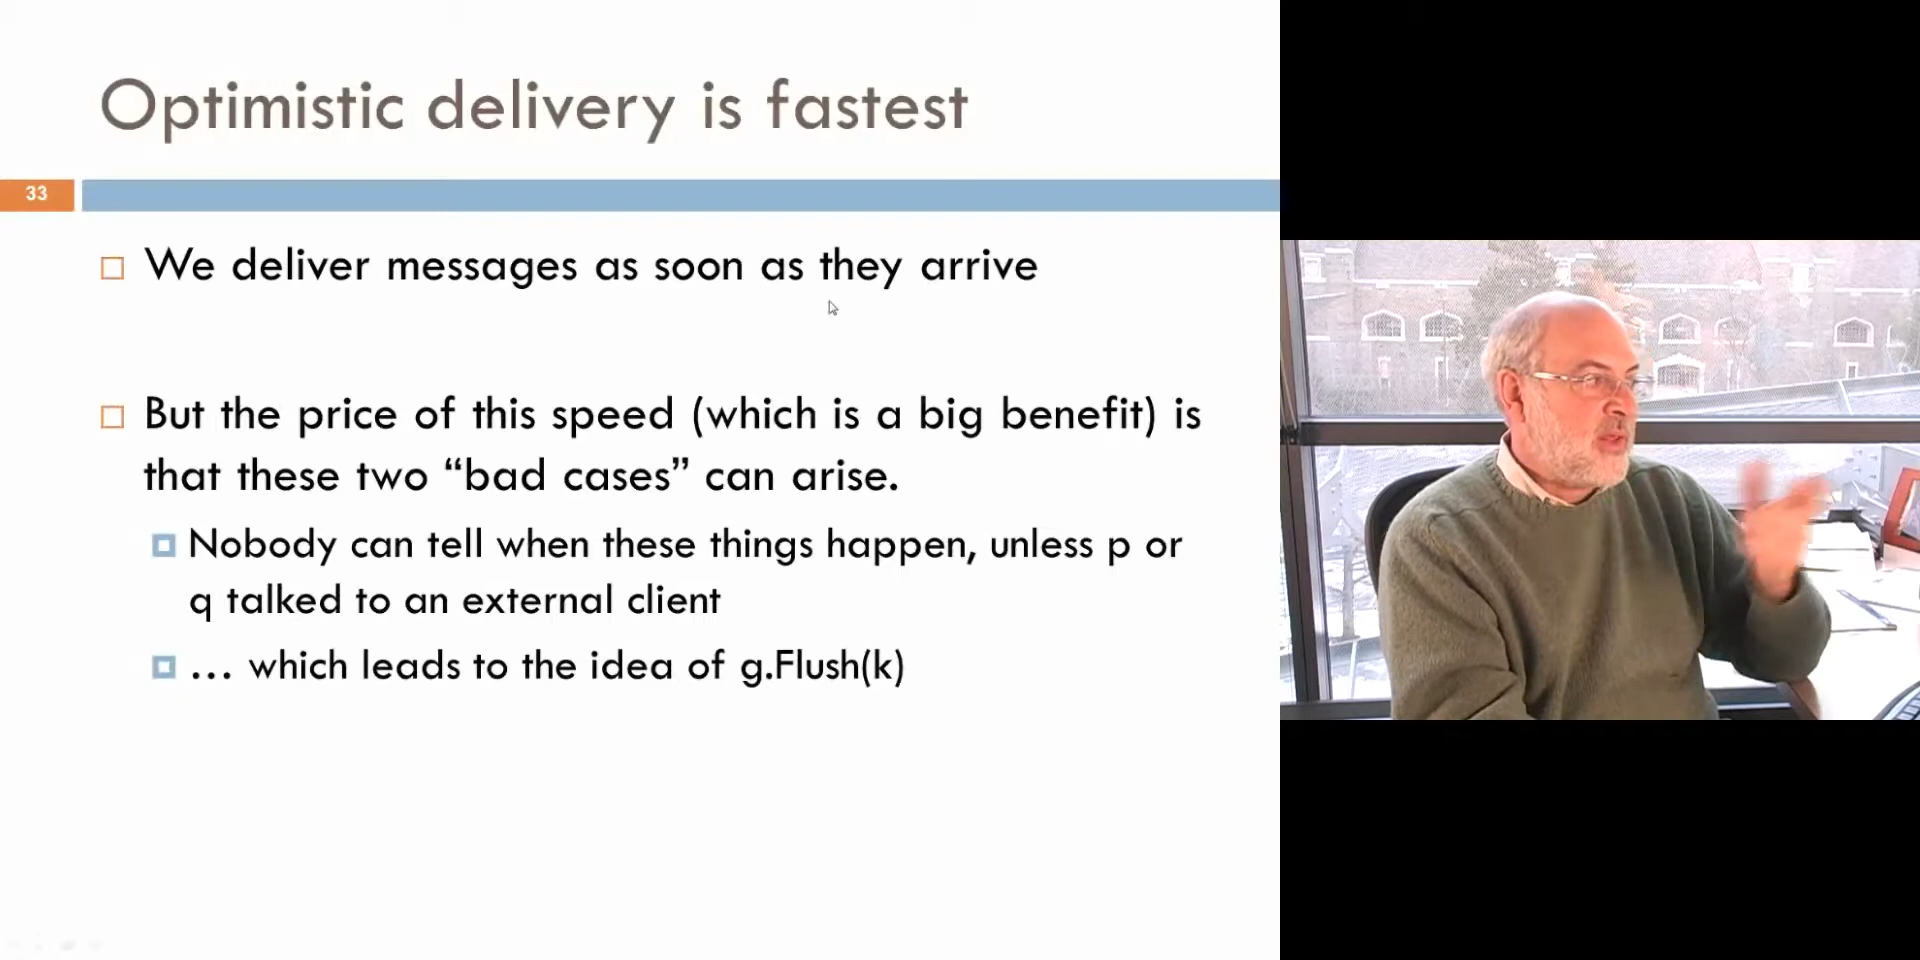 Optimistic delivery is fastest
33
We deliver messages as soon as they arrive
But the price of this speed (which is a big benefit) is
that these two “bad cases” can arise.
Nobody can tell when these things happen, unless p or
q talked to an external client
… which leads to the idea of g.Flush(k)